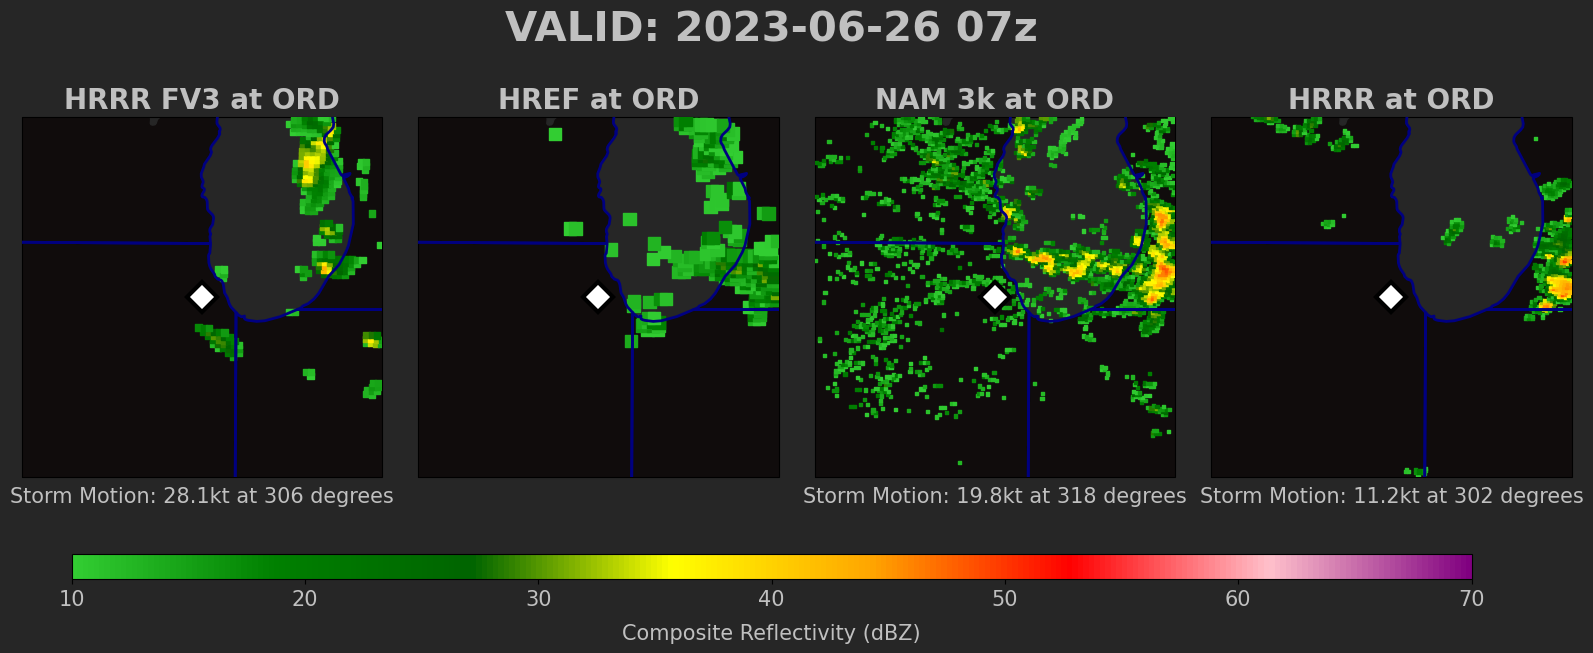 VALID: 2023-06-26 07z
HRRR FV3 at ORD
HREF at ORD
NAM 3k at ORD
HRRR at ORD
Storm Motion: 28.1kt at 306 degrees
Storm Motion: 19.8kt at 318 degrees
Storm Motion: 11.2kt at 302 degrees
10 20 30 40 50 60 70
Composite Reflectivity (dBZ)